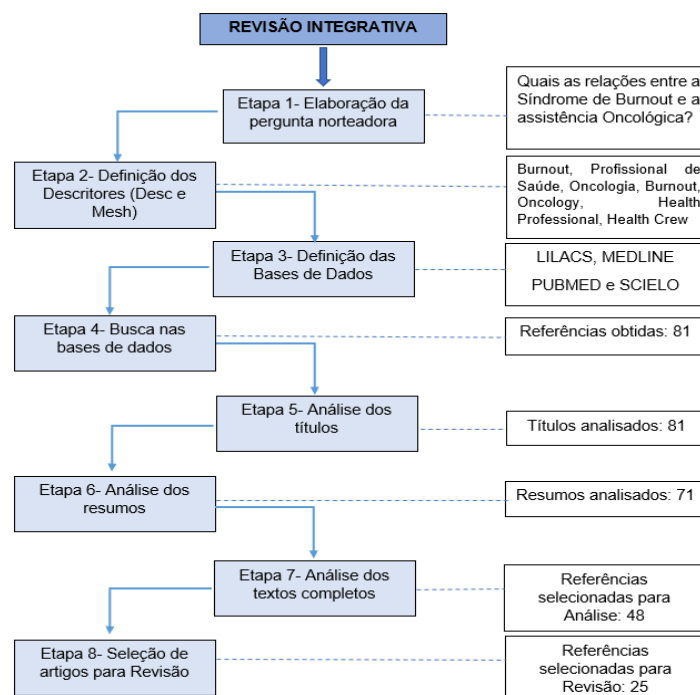 REVISÃO INTEGRATIVA
Etapa 1- Elaboração da
pergunta norteadora
Quais as relações entre a
Síndrome de Burnout e a
assistência Oncológica?
Etapa 2- Definição dos
Descritores (Desc e
Mesh)
Burnout, Profissional de
Saúde, Oncologia, Burnout,
Oncology, Health
Professional, Health Crew
Etapa 3- Definição das
Bases de Dados
LILACS, MEDLINE
PUBMED e SCIELO
Etapa 4- Busca nas
bases de dados
Referências obtidas: 81
Etapa 5- Análise dos
títulos
Títulos analisados: 81
Etapa 6- Análise dos
resumos
Resumos analisados: 71
Etapa 7- Análise dos
textos completos
Referências
selecionadas para
Análise: 48
Etapa 8- Seleção de
artigos para Revisão
Referências
selecionadas para
Revisão: 25